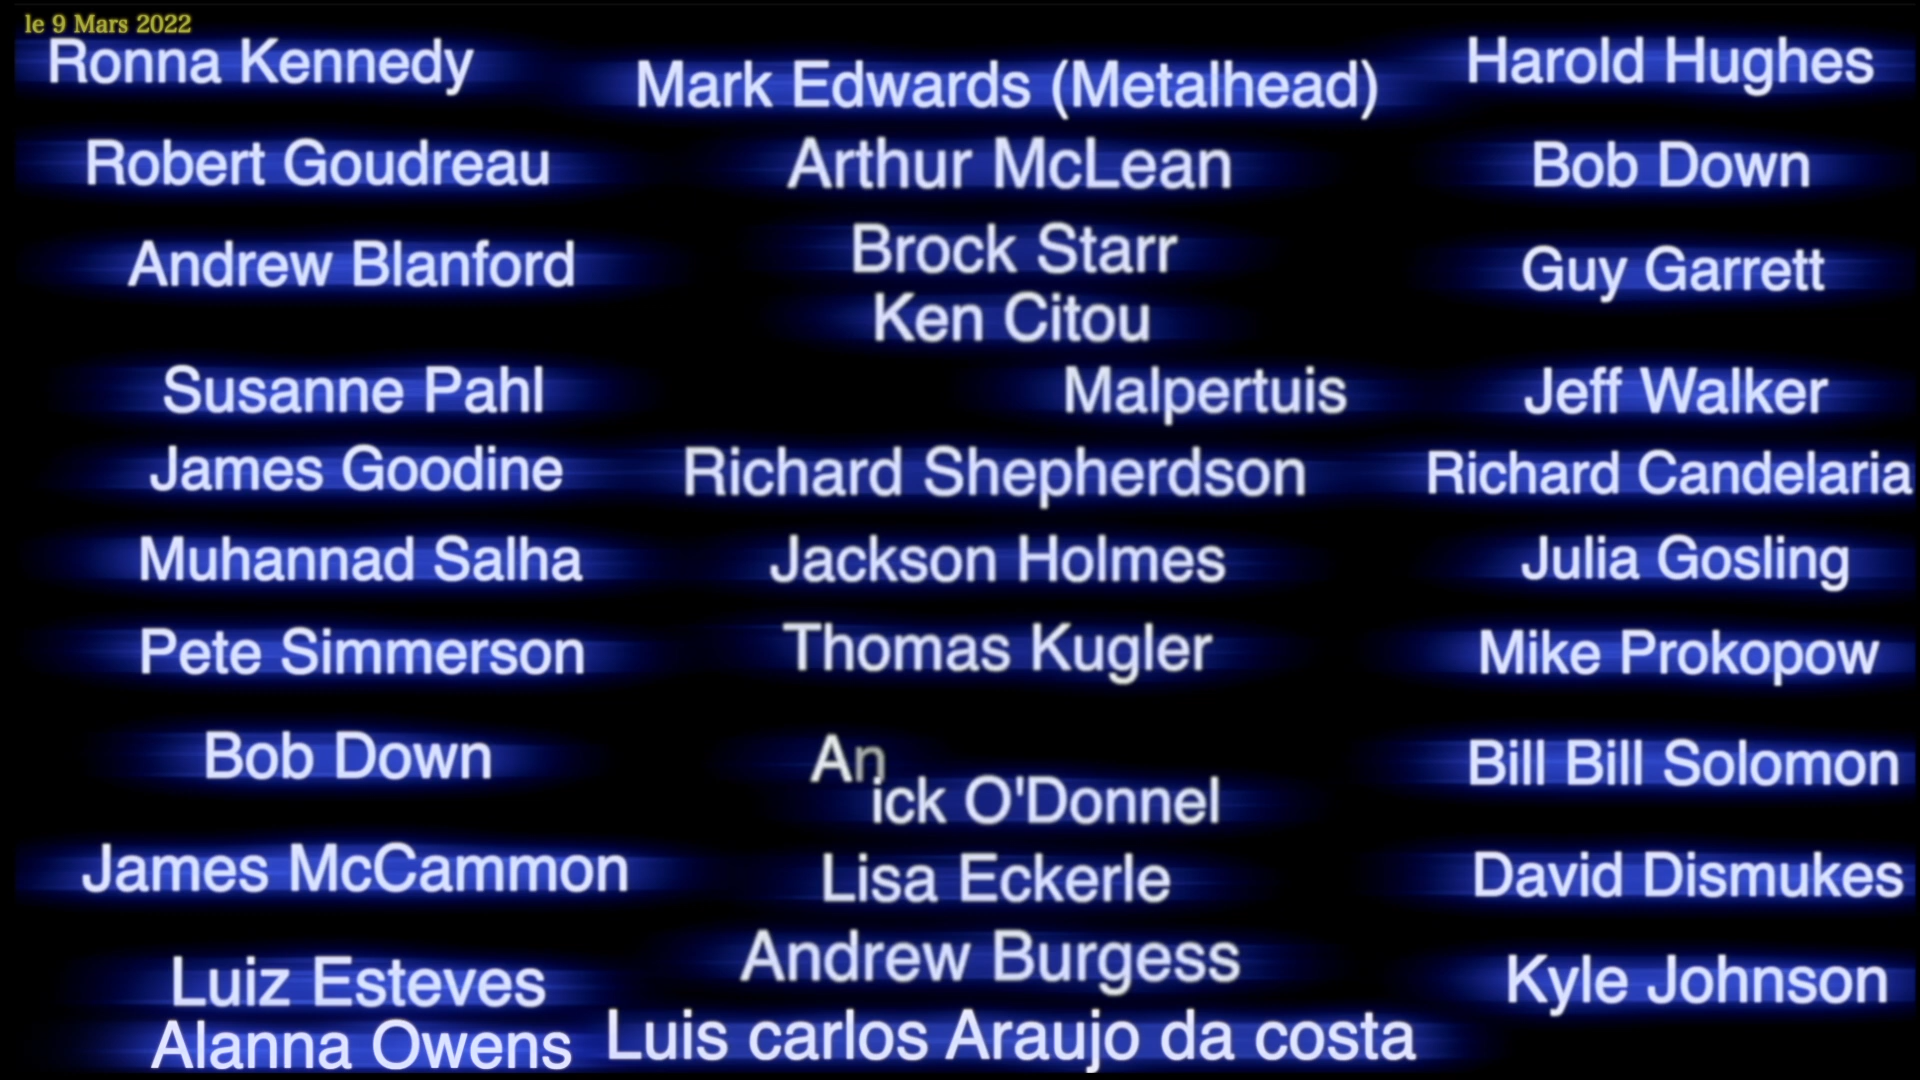 le 9 Mars 2022
Ronna Kennedy
Robert Goudreau
Andrew Blanford
Susanne Pahl
James Goodine
Muhannad Salha
Pete Simmerson
Bob Down
James McCammon
Luiz Esteves
Alanna Owens
Mark Edwards (Metalhead)
Arthur McLean
Brock Starr
Ken Citou
Malpertuis
Richard Shepherdson
Jackson Holmes
Thomas Kugler
An
ick O'Donnel
Lisa Eckerle
Andrew Burgess
Luis carlos Araujo da costa
Harold Hughes
Bob Down
Guy Garrett
Jeff Walker
Richard Candelaria
Julia Gosling
Mike Prokopow
Bill Bill Solomon
David Dismukes
Kyle Johnson